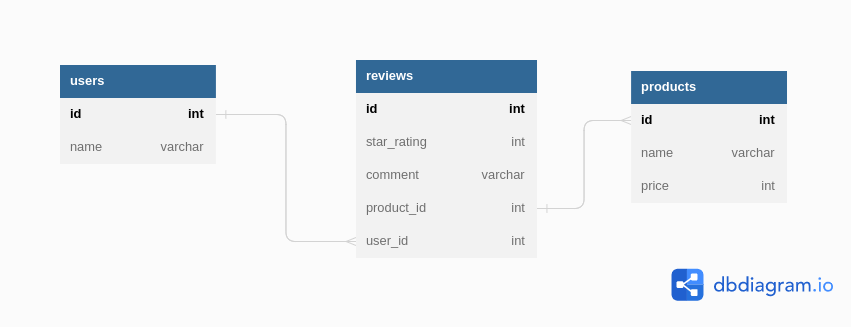 users
id int
name varchar
reviews
id int
star_rating int
comment varchar
product_id int
user_id int
products
id int
name varchar
price int
dbdiagram.io